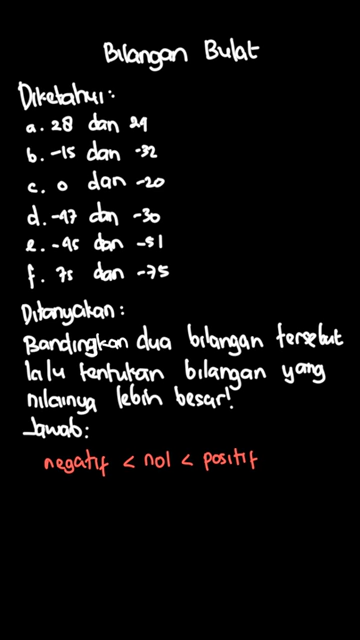 Bilangan Bulat
Diketahui:
a. 28 dan 29
b. -15 dan -32
c. 0 dan -20
d. -47 dan -30
e. -45 dan -51
f. 75 dan -75
Ditanyakan:
Bandingkan dua bilangan tersebut
lalu tentukan bilangan yang
nilainya lebih besar!
Jawab:
negatif < nol < positif